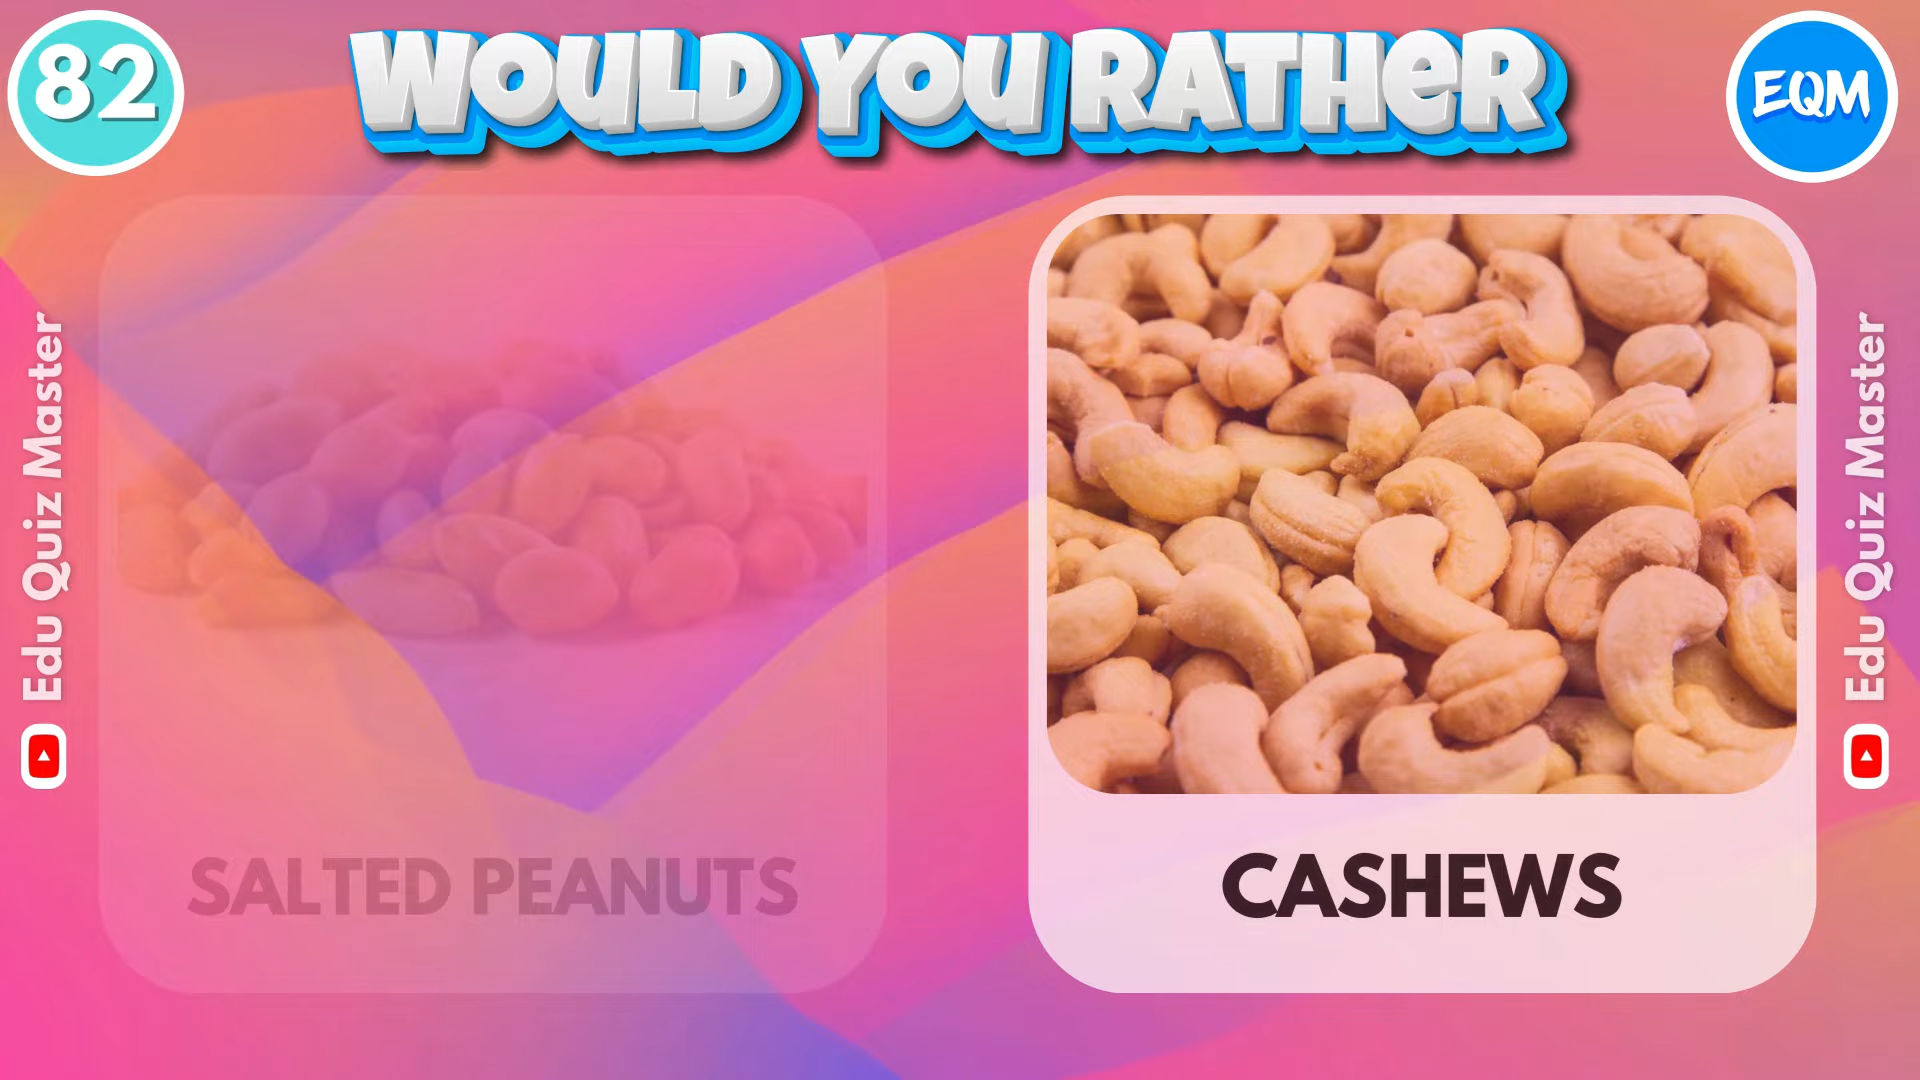 82
WOULD YOU RATHER
EQM
Edu Quiz Master
SALTED PEANUTS
CASHEWS
Edu Quiz Master